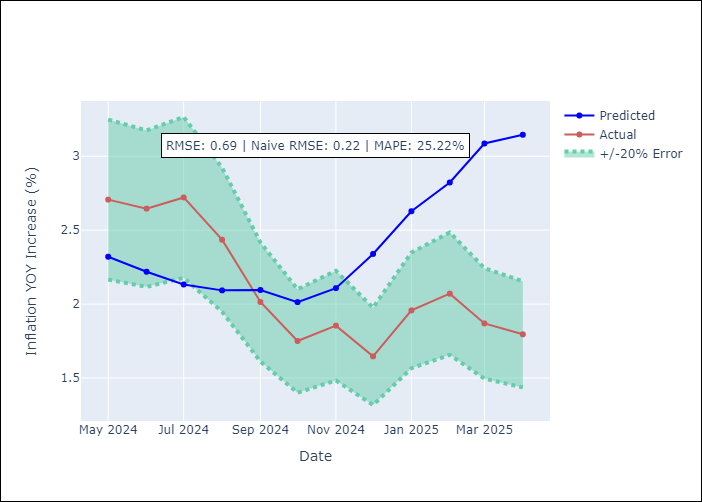 RMSE: 0.69 | Naive RMSE: 0.22 | MAPE: 25.22%
Predicted
Actual
+/-20% Error
Inflation YOY Increase (%)
3
2.5
2
1.5
May 2024
Jul 2024
Sep 2024
Nov 2024
Jan 2025
Mar 2025
Date